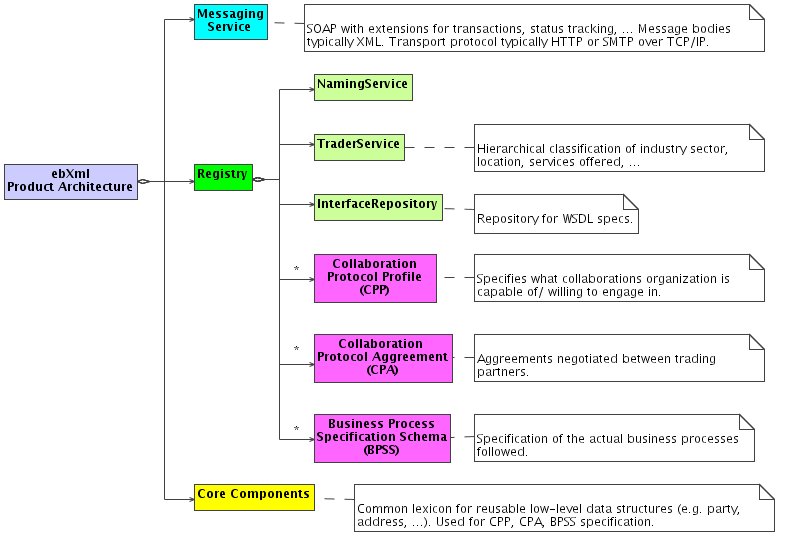 Messaging
Service
SOAP with extensions for transactions, status tracking, ... Message bodies
typically XML. Transport protocol typically HTTP or SMTP over TCP/IP.
NamingService
TraderService
Hierarchical classification of industry sector,
location, services offered, ...
ebXml
Product Architecture
Registry
InterfaceRepository
Repository for WSDL specs.
*
Collaboration
Protocol Profile
(CPP)
Specifies what collaborations organization is
capable of/ willing to engage in.
*
Collaboration
Protocol Aggreement
(CPA)
Aggreements negotiated between trading
partners.
*
Business Process
Specification Schema
(BPSS)
Specification of the actual business processes
followed.
Core Components
Common lexicon for reusable low-level data structures (e.g. party,
address, ...). Used for CPP, CPA, BPSS specification.